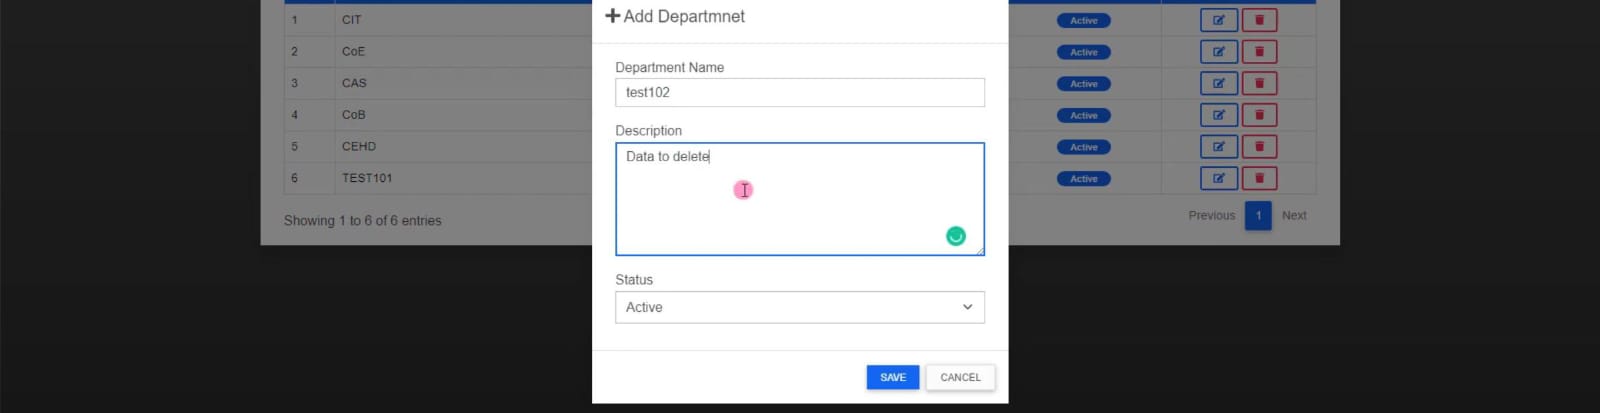 Add Departmnet
1 CIT Active
2 CoE Active
3 CAS Active
4 CoB Active
5 CEHD Active
6 TEST101 Active
Showing 1 to 6 of 6 entries
Previous 1 Next
Department Name
test102
Description
Data to delete
Status
Active
SAVE CANCEL